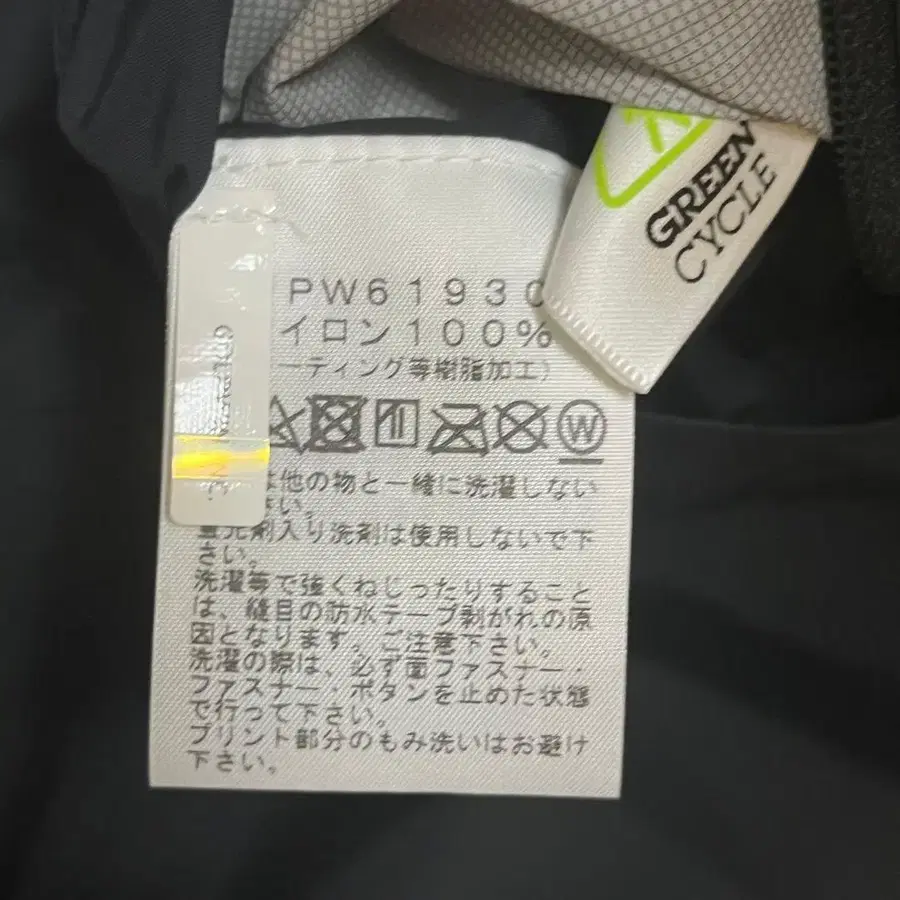 GREEN
CYCLE
PW6193
イロン100%
ーティング等樹脂加工)
W
他の物と一緒に洗濯しない
い。
剤入り洗剤は使用しないで下
さい。
洗濯等で強くねじったりすること
は、縫目の防水テープ剥がれの原
因となります。ご注意下さい。
洗濯の際は、必ず面ファスナー・
ファスナー・ボタンを止めた状態
で行って下さい。
プリント部分のもみ洗いはお避け
下さい。